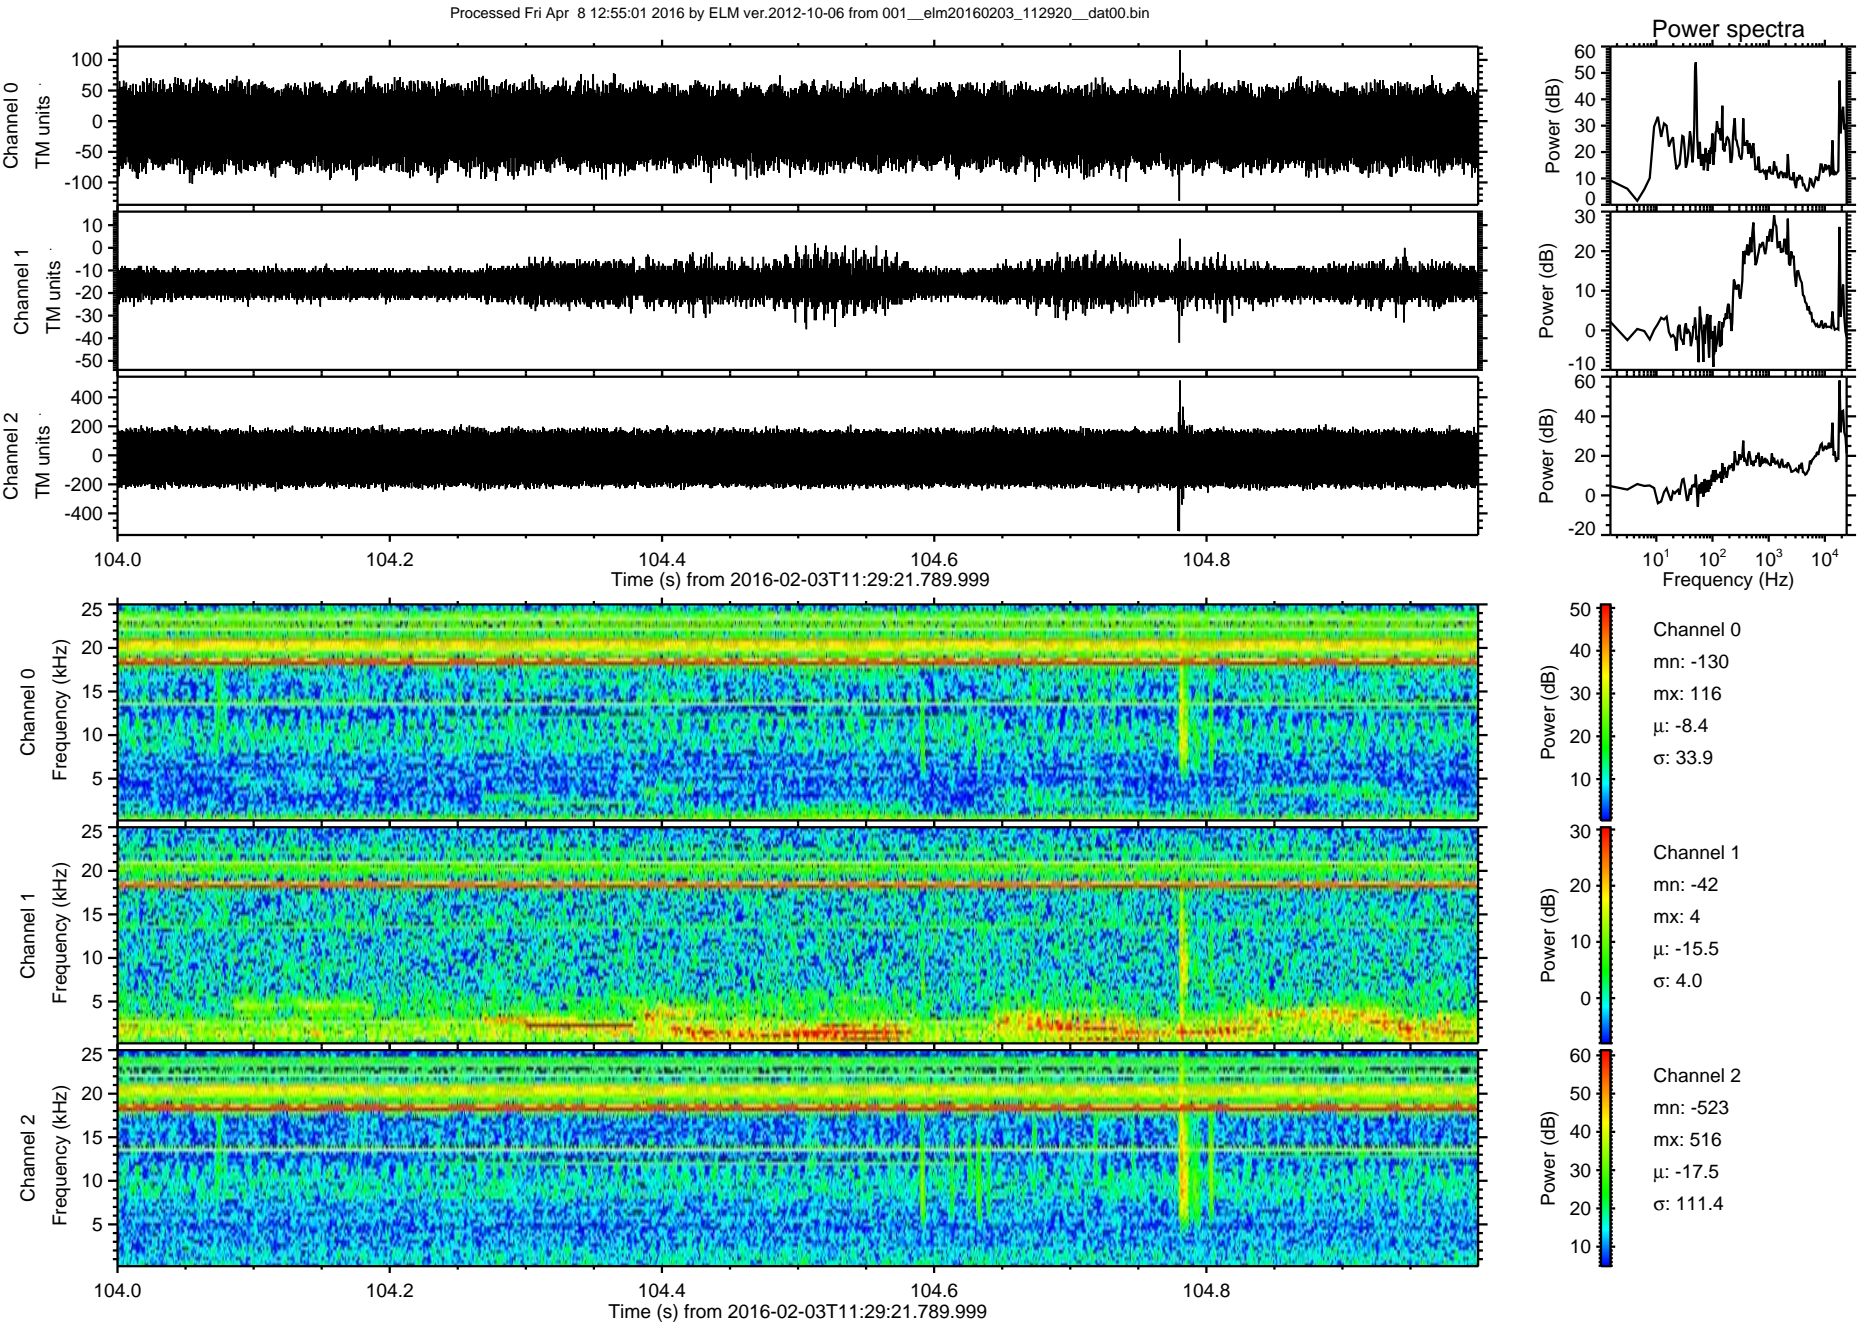 Processed Fri Apr  8 12:55:01 2016 by ELM ver.2012-10-06 from 001__elm20160203_112920__dat00.bin
Power spectra
Channel 0
TM units
100
50
0
-50
-100
Power (dB)
60
50
40
30
20
10
0
Channel 1
TM units
10
0
-10
-20
-30
-40
-50
Power (dB)
30
20
10
0
-10
Channel 2
TM units
400
200
0
-200
-400
Power (dB)
60
40
20
0
-20
104.0 104.2 104.4 104.6 104.8
Time (s) from 2016-02-03T11:29:21.789.999
10¹ 10² 10³ 10⁴
Frequency (Hz)
Channel 0
Frequency (kHz)
25
20
15
10
5
Power (dB)
50
40
30
20
10
Channel 0
mn: -130
mx: 116
μ: -8.4
σ: 33.9
Channel 1
Frequency (kHz)
25
20
15
10
5
Power (dB)
30
20
10
0
Channel 1
mn: -42
mx: 4
μ: -15.5
σ: 4.0
Channel 2
Frequency (kHz)
25
20
15
10
5
Power (dB)
60
50
40
30
20
10
Channel 2
mn: -523
mx: 516
μ: -17.5
σ: 111.4
104.0 104.2 104.4 104.6 104.8
Time (s) from 2016-02-03T11:29:21.789.999